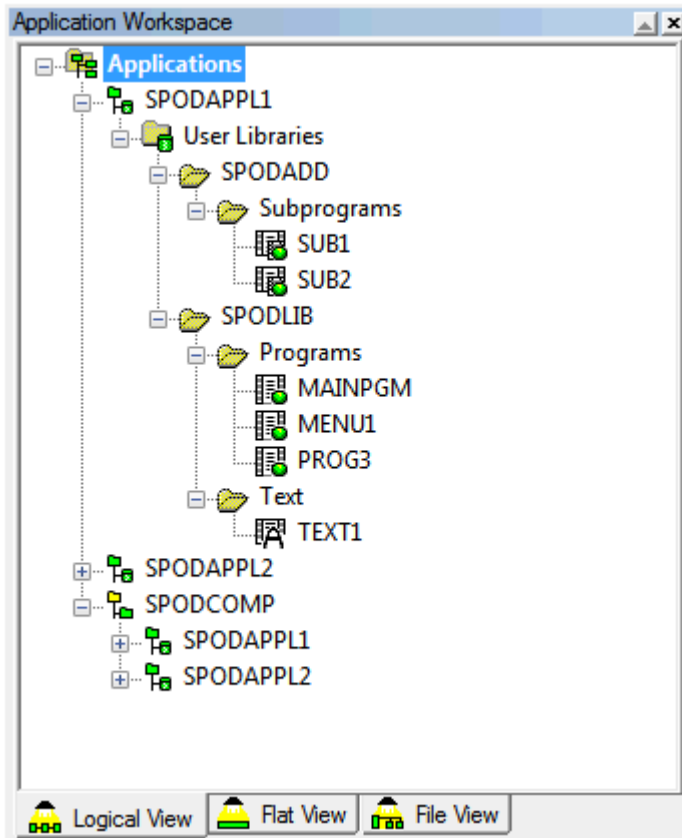 Application Workspace
Applications
SPODAPPL1
User Libraries
SPODADD
Subprograms
SUB1
SUB2
SPODLIB
Programs
MAINPGM
MENU1
PROG3
Text
TEXT1
SPODAPPL2
SPODCOMP
SPODAPPL1
SPODAPPL2
Logical View Flat View File View